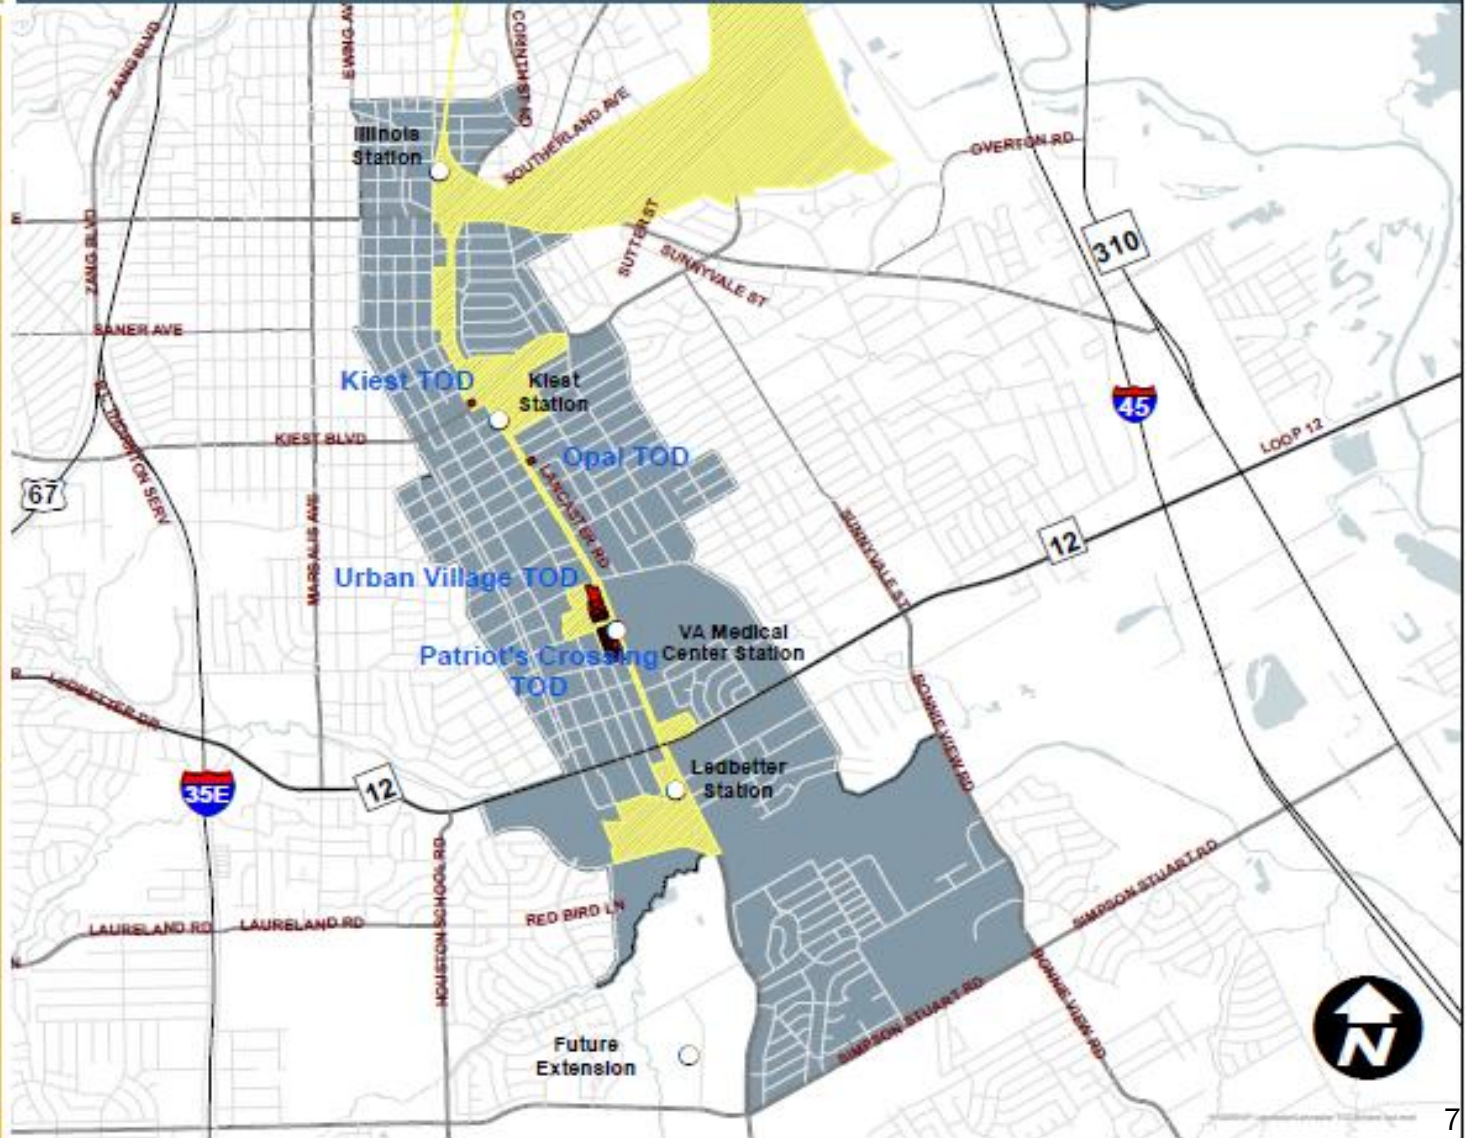 ZANG BLVD
EWING AV
CORINTH ST RD
Illinois
Station
SOUTHERLAND AVE
OVERTON RD
E
ZANG BLVD
SUTTER ST
SUNNYVALE ST
310
SANER AVE
Kiest TOD
Kiest
Station
45
KIEST BLVD
Opal TOD
LOOP 12
67
LANCASTER RD
MARSALIS AVE
SUNNYVALE ST
12
Urban Village TOD
VA Medical
Center Station
Patriot's Crossing
TOD
LEDBETTER DR
BONNIE VIEW RD
35E
12
Ledbetter
Station
HOUSTON SCHOOL RD
SIMPSON STUART RD
LAURELAND RD
LAURELAND RD
RED BIRD LN
BONNIE VIEW RD
SIMPSON STUART RD
Future
Extension
N
7